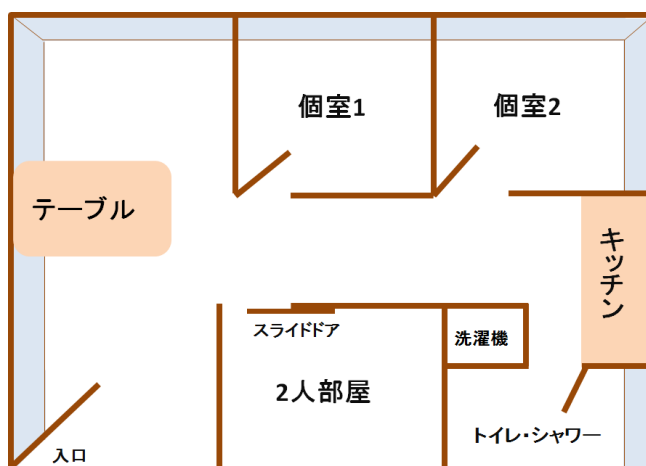 個室1
個室2
テーブル
キッチン
スライドドア
洗濯機
2人部屋
トイレ・シャワー
入口